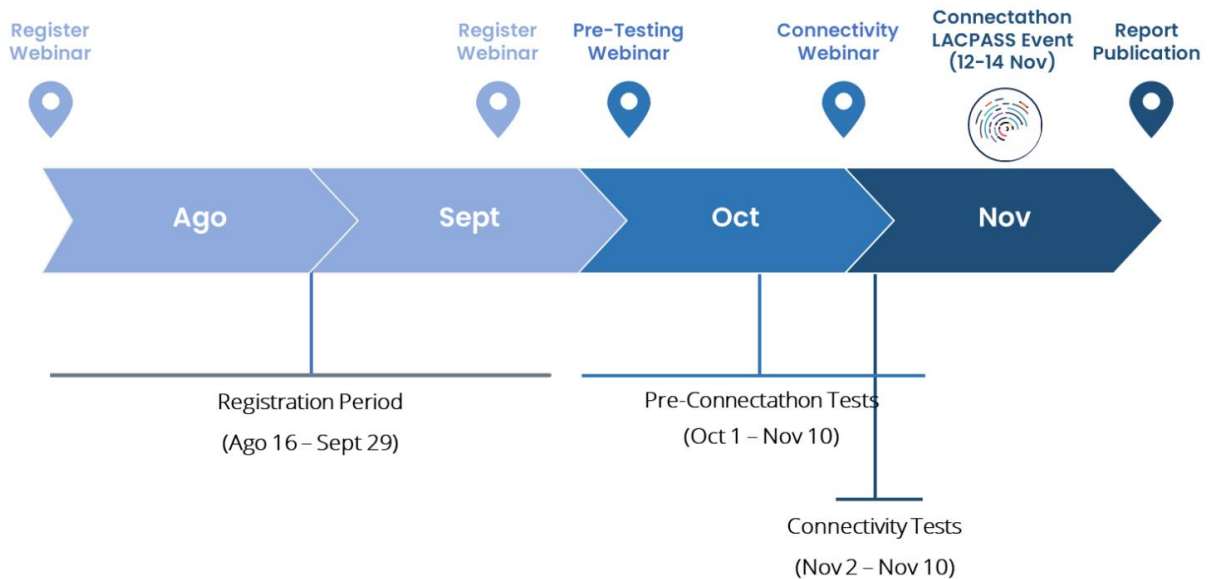 Register
Webinar
Register
Webinar
Pre-Testing
Webinar
Connectivity
Webinar
Connectathon
LACPASS Event
(12-14 Nov)
Report
Publication
Ago
Sept
Oct
Nov
Registration Period
(Ago 16 – Sept 29)
Pre-Connectathon Tests
(Oct 1 – Nov 10)
Connectivity Tests
(Nov 2 – Nov 10)